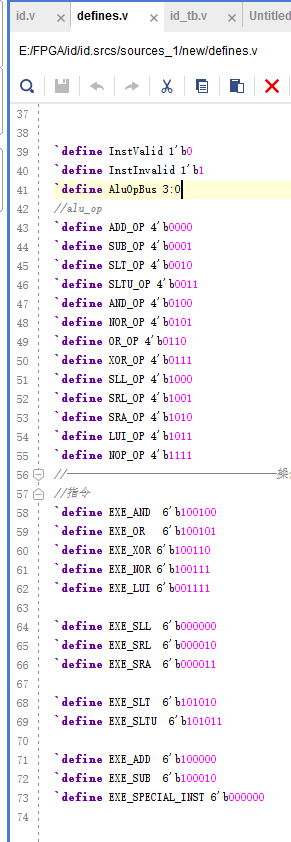 id.v × defines.v × id_tb.v × Untitled
E:/FPGA/id/id.srcs/sources_1/new/defines.v
37
38
39 `define InstValid 1'b0
40 `define InstInvalid 1'b1
41 `define AluOpBus 3:0
42 //alu_op
43 `define ADD_OP 4'b0000
44 `define SUB_OP 4'b0001
45 `define SLT_OP 4'b0010
46 `define SLTU_OP 4'b0011
47 `define AND_OP 4'b0100
48 `define NOR_OP 4'b0101
49 `define OR_OP 4'b0110
50 `define XOR_OP 4'b0111
51 `define SLL_OP 4'b1000
52 `define SRL_OP 4'b1001
53 `define SRA_OP 4'b1010
54 `define LUI_OP 4'b1011
55 `define NOP_OP 4'b1111
56 //————————————————————操
57 //指令
58 `define EXE_AND  6'b100100
59 `define EXE_OR   6'b100101
60 `define EXE_XOR 6'b100110
61 `define EXE_NOR 6'b100111
62 `define EXE_LUI 6'b001111
63
64 `define EXE_SLL  6'b000000
65 `define EXE_SRL  6'b000010
66 `define EXE_SRA  6'b000011
67
68 `define EXE_SLT  6'b101010
69 `define EXE_SLTU  6'b101011
70
71 `define EXE_ADD  6'b100000
72 `define EXE_SUB  6'b100010
73 `define EXE_SPECIAL_INST 6'b000000
74